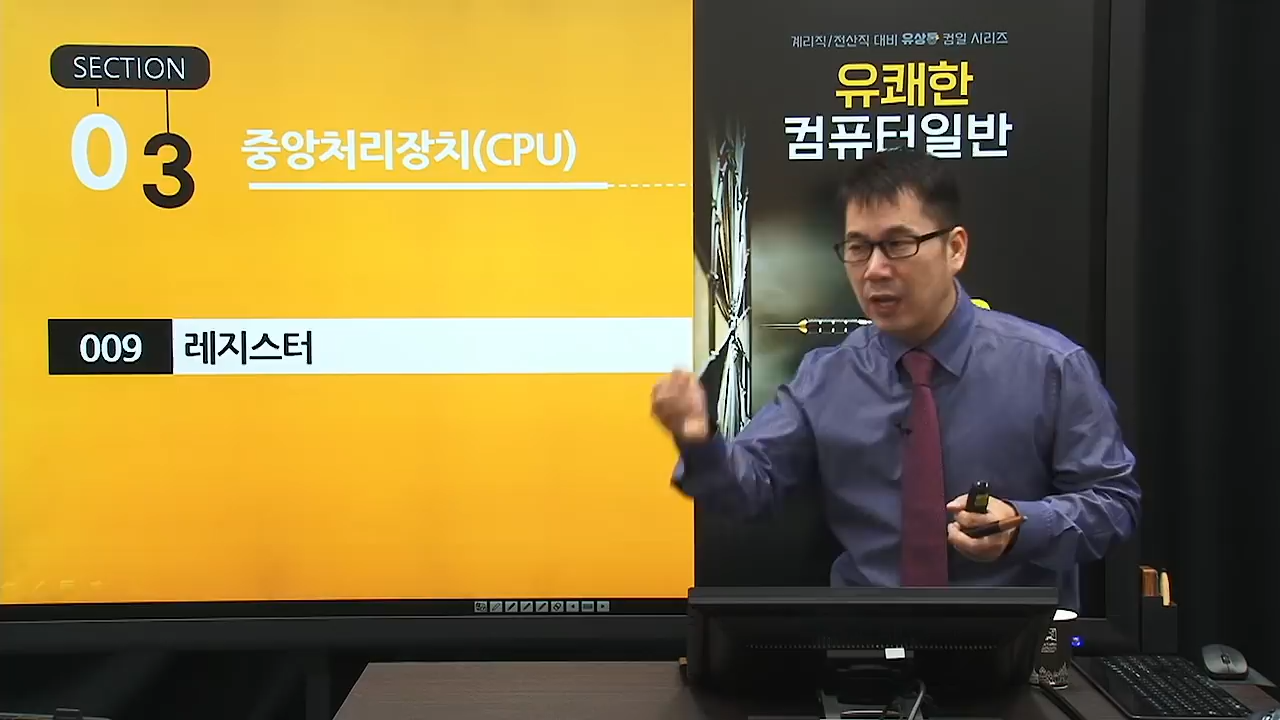 SECTION
03
중앙처리장치(CPU)
009 레지스터
계리직/전산직 대비 유상통 컴일 시리즈
유쾌한
컴퓨터일반